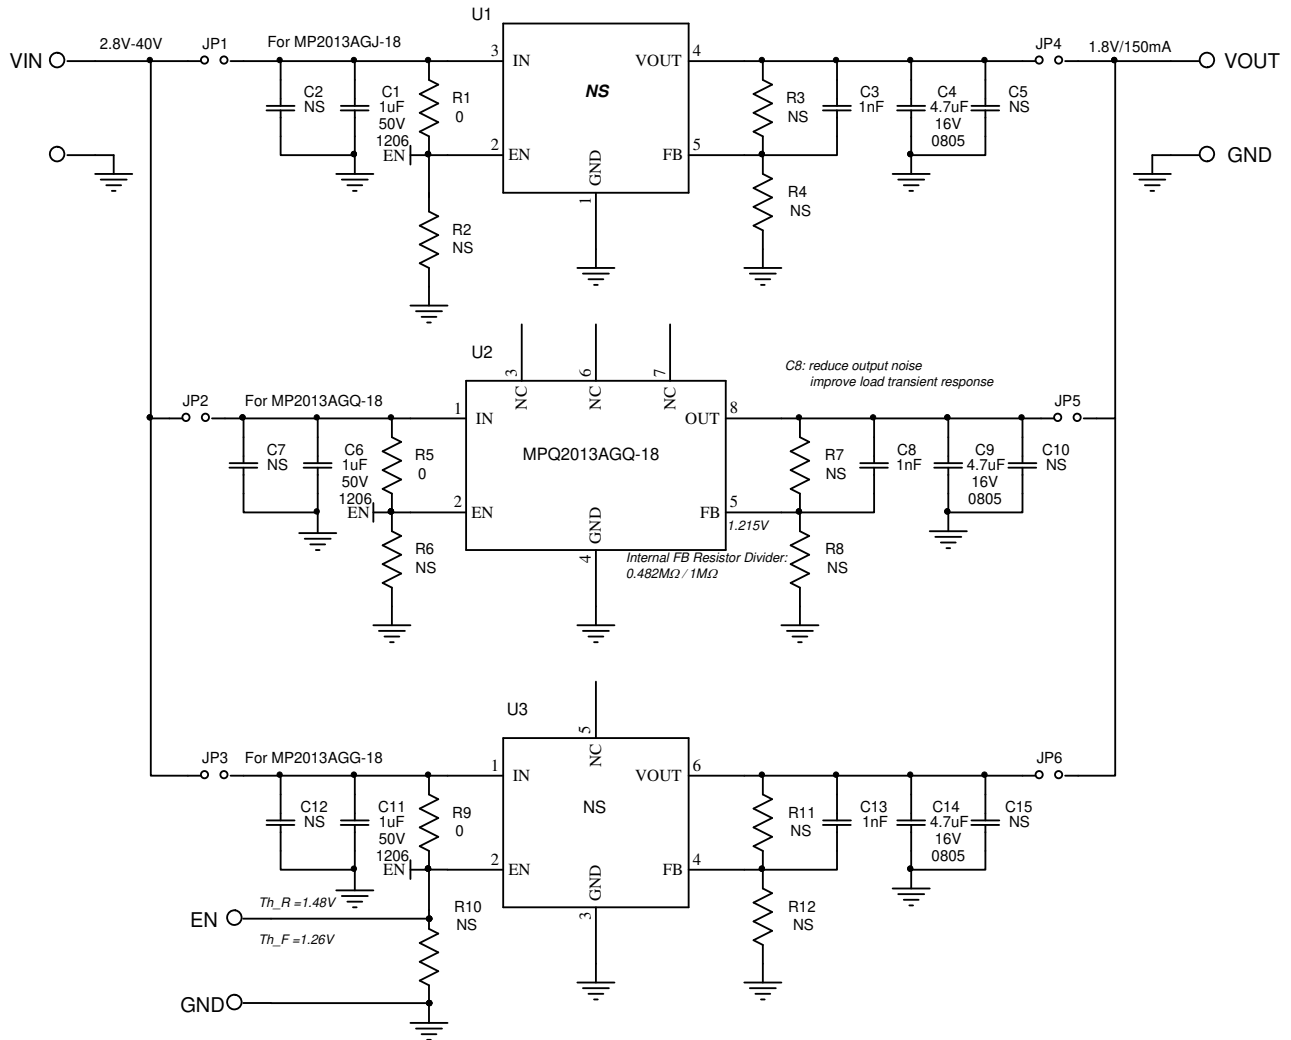 U1
VIN
2.8V-40V
JP1
For MP2013AGJ-18
3
IN
VOUT
4
JP4
1.8V/150mA
VOUT
C2
NS
C1
1uF
50V
1206
R1
0
NS
R3
NS
C3
1nF
C4
4.7uF
16V
0805
C5
NS
EN
2
EN
FB
5
GND
GND
1
R2
NS
R4
NS
U2
3
NC
6
NC
7
NC
C8: reduce output noise
improve load transient response
JP2
For MP2013AGQ-18
1
IN
OUT
8
JP5
C7
NS
C6
1uF
50V
1206
R5
0
MPQ2013AGQ-18
R7
NS
C8
1nF
C9
4.7uF
16V
0805
C10
NS
EN
2
EN
FB
5
1.215V
GND
4
R6
NS
Internal FB Resistor Divider:
0.482MΩ / 1MΩ
R8
NS
U3
5
NC
JP3
For MP2013AGG-18
1
IN
VOUT
6
JP6
C12
NS
C11
1uF
50V
1206
R9
0
NS
R11
NS
C13
1nF
C14
4.7uF
16V
0805
C15
NS
EN
2
EN
FB
4
GND
3
Th_R =1.48V
EN
Th_F =1.26V
R10
NS
R12
NS
GND